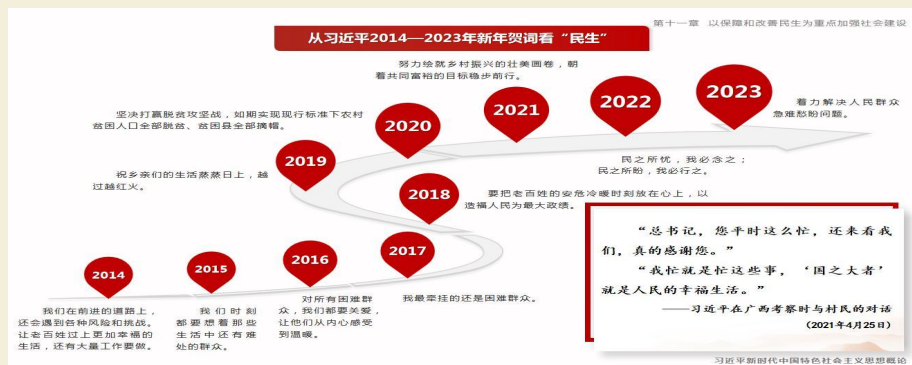 第十一章 以保障和改善民生为重点加强社会建设
从习近平2014—2023年新年贺词看“民生”
2014
我们在前进的道路上，
还会遇到各种风险和挑战。
让老百姓过上更加幸福的
生活，还有大量工作要做。
2015
我们时刻
都要想着那些
生活中还有难
处的群众。
2016
对所有困难群
众，我们都要关爱，
让他们从内心感受
到温暖。
2017
我最牵挂的还是困难群众。
2018
要把老百姓的安危冷暖时刻放在心上，以
造福人民为最大政绩。
2019
祝乡亲们的生活蒸蒸日上，越
过越红火。
2020
坚决打赢脱贫攻坚战，如期实现现行标准下农村
贫困人口全部脱贫、贫困县全部摘帽。
2021
努力绘就乡村振兴的壮美画卷，朝
着共同富裕的目标稳步前行。
2022
民之所忧，我必念之；
民之所盼，我必行之。
2023
着力解决人民群众
急难愁盼问题。
“总书记，您平时这么忙，还来看我
们，真的感谢您。”
“我忙就是忙这些事，‘国之大者’
就是人民的幸福生活。”
——习近平在广西考察时与村民的对话
（2021年4月25日）
习近平新时代中国特色社会主义思想概论